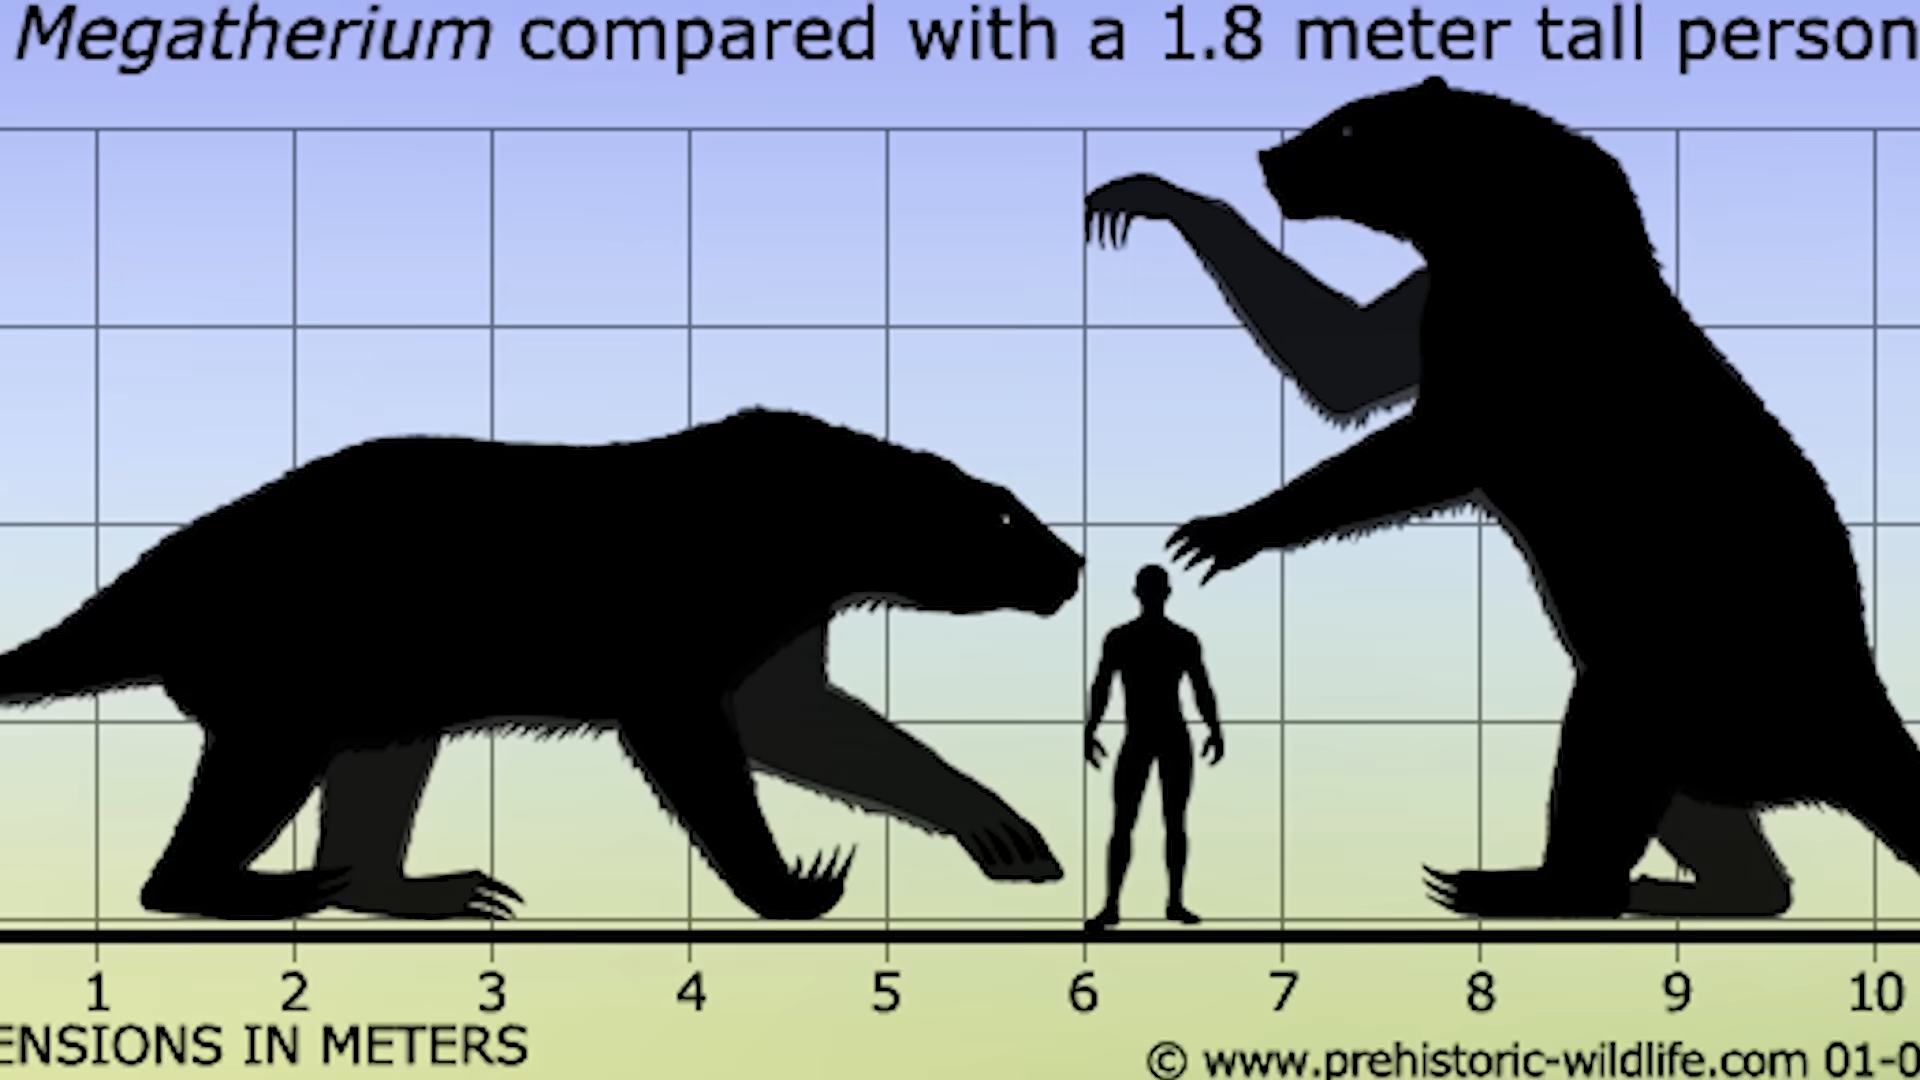 Megatherium compared with a 1.8 meter tall person
1 2 3 4 5 6 7 8 9 10
ENSIONS IN METERS
© www.prehistoric-wildlife.com 01-0